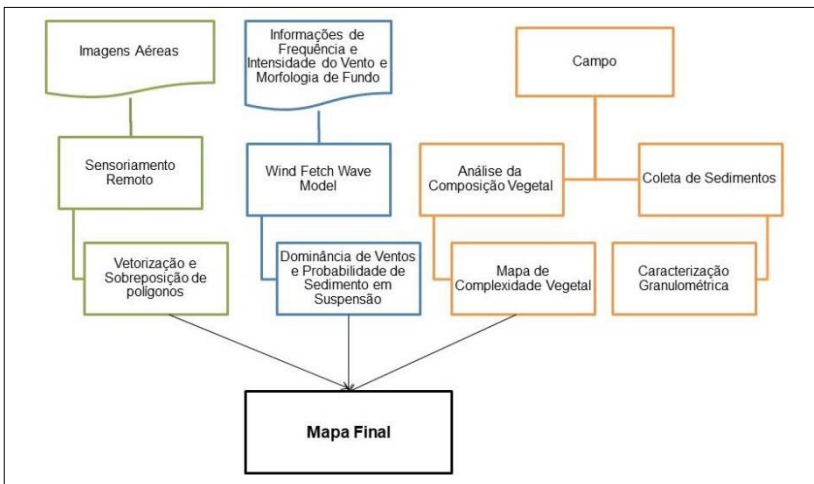 Imagens Aéreas
Informações de
Frequência e
Intensidade do Vento e
Morfologia de Fundo
Campo
Sensoriamento
Remoto
Wind Fetch Wave
Model
Análise da
Composição Vegetal
Coleta de Sedimentos
Vetorização e
Sobreposição de
polígonos
Dominância de Ventos
e Probabilidade de
Sedimento em
Suspensão
Mapa de
Complexidade Vegetal
Caracterização
Granulométrica
Mapa Final